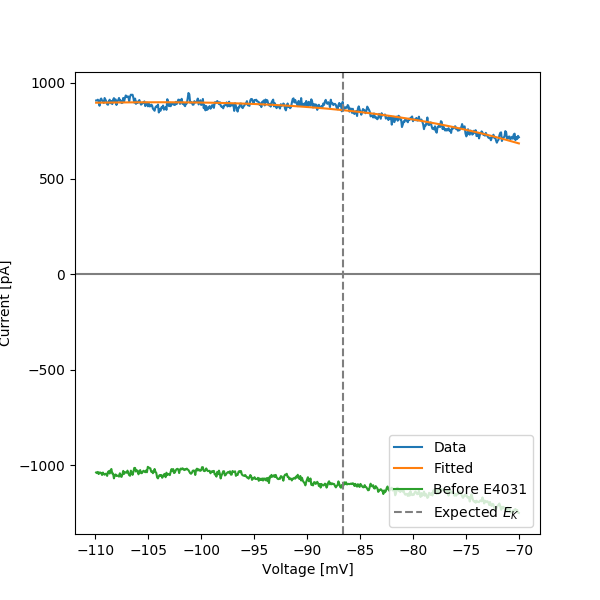 1000
500
0
−500
−1000
Current [pA]
−110
−105
−100
−95
−90
−85
−80
−75
−70
Voltage [mV]
Data
Fitted
Before E4031
Expected E_K